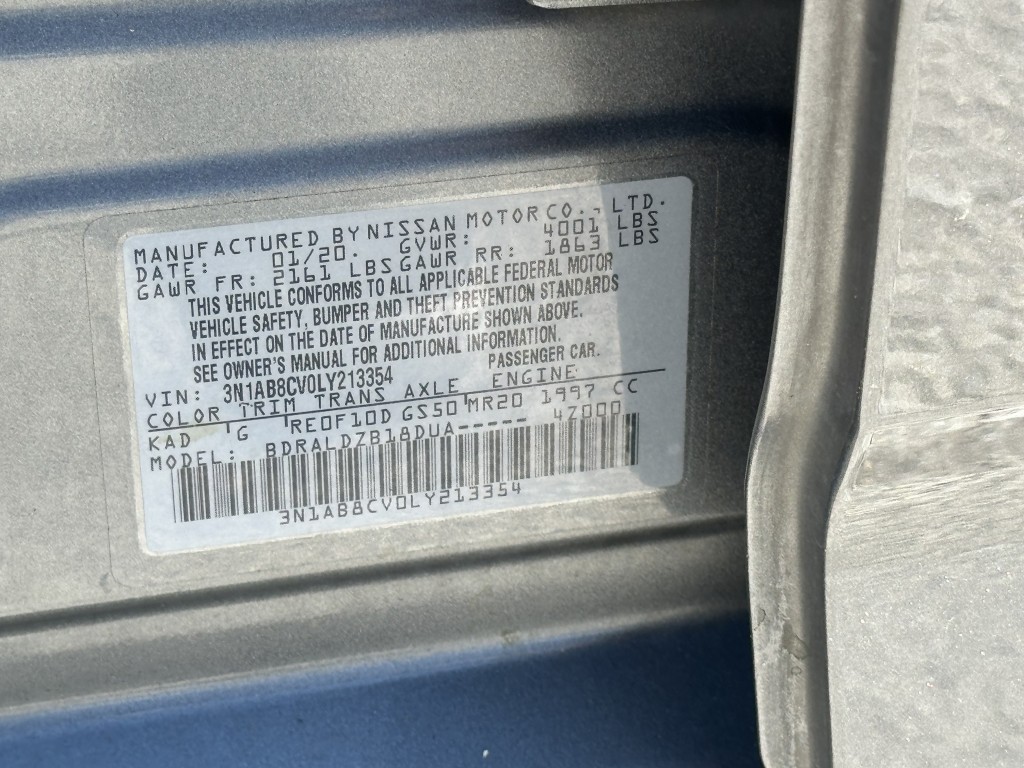 MANUFACTURED BY NISSAN MOTOR CO., LTD.
DATE: 01/20. GVWR: 4001 LBS
GAWR FR: 2161 LBS GAWR RR: 1863 LBS
THIS VEHICLE CONFORMS TO ALL APPLICABLE FEDERAL MOTOR
VEHICLE SAFETY, BUMPER AND THEFT PREVENTION STANDARDS
IN EFFECT ON THE DATE OF MANUFACTURE SHOWN ABOVE.
SEE OWNER'S MANUAL FOR ADDITIONAL INFORMATION.
VIN: 3N1AB8CV0LY213354 PASSENGER CAR.
COLOR TRIM TRANS AXLE ENGINE
KAD G RE0F10D GS50 MR20 1997 CC
MODEL: BDRALDZB18DUA----- 4Z000
3N1AB8CV0LY213354